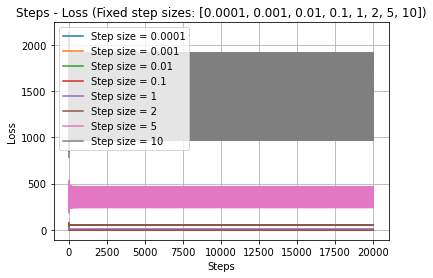 Steps - Loss (Fixed step sizes: [0.0001, 0.001, 0.01, 0.1, 1, 2, 5, 10])
Step size = 0.0001
Step size = 0.001
Step size = 0.01
Step size = 0.1
Step size = 1
Step size = 2
Step size = 5
Step size = 10
Loss
2000
1500
1000
500
0
0
2500
5000
7500
10000
12500
15000
17500
20000
Steps